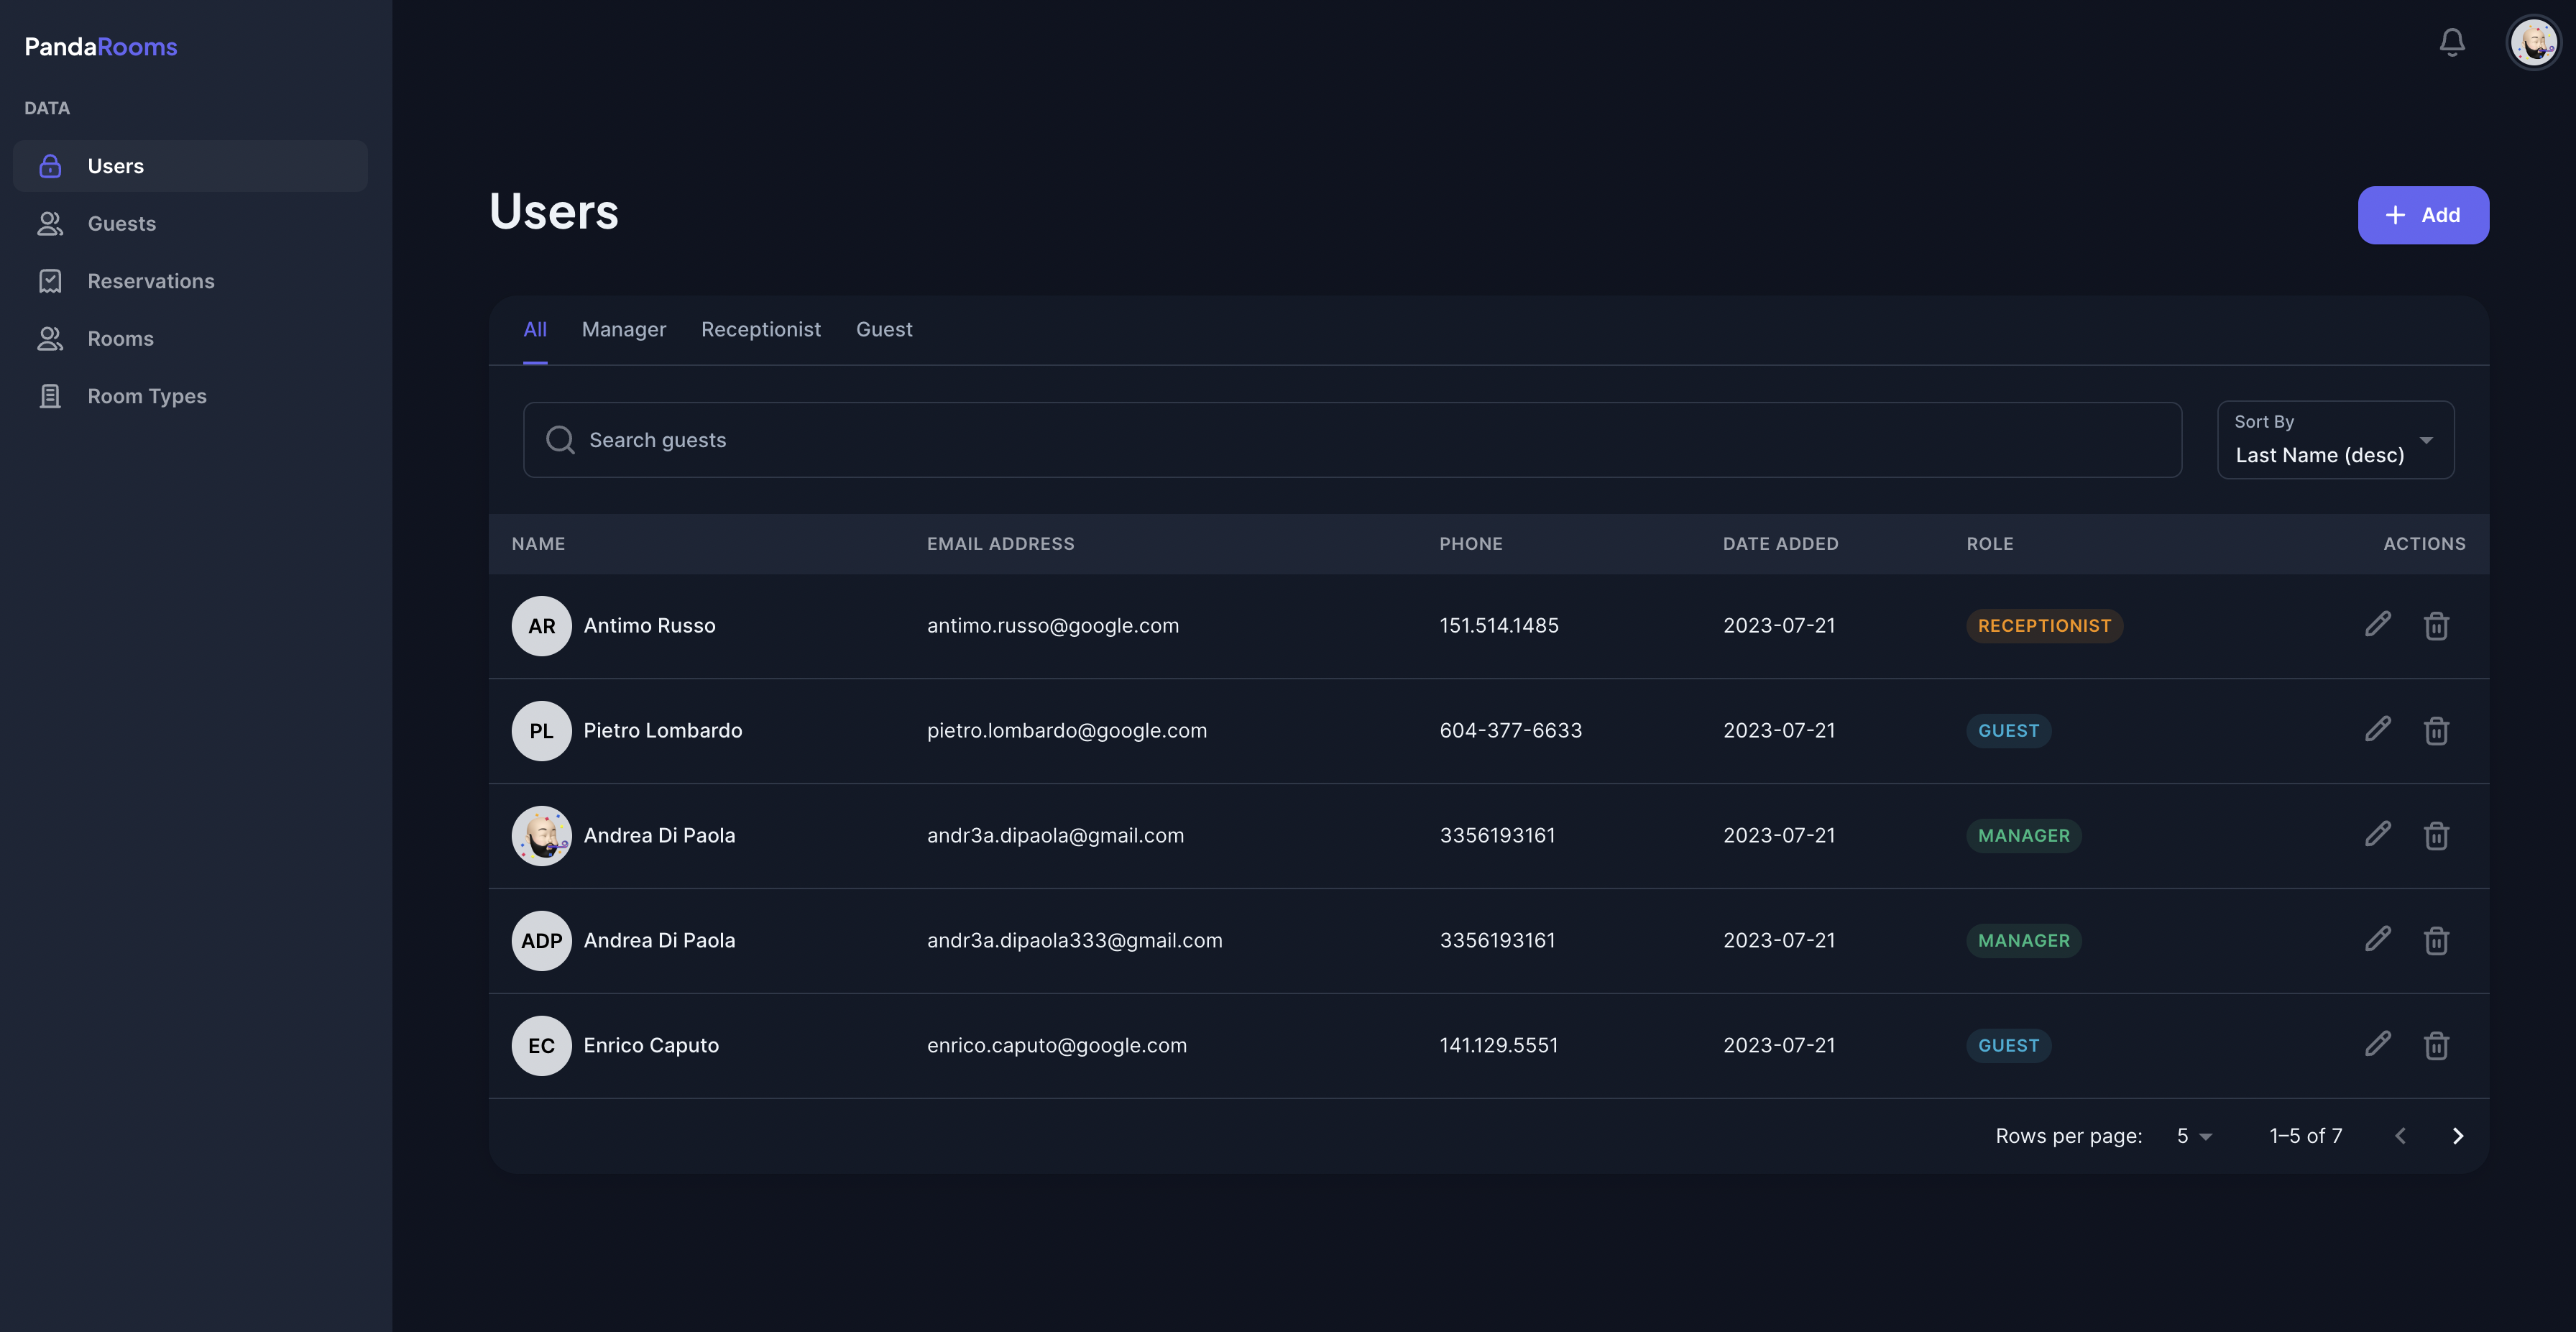 PandaRooms
DATA
Users
Guests
Reservations
Rooms
Room Types
Users
Add
All Manager Receptionist Guest
Search guests
Sort By
Last Name (desc)
NAME EMAIL ADDRESS PHONE DATE ADDED ROLE ACTIONS
AR Antimo Russo antimo.russo@google.com 151.514.1485 2023-07-21 RECEPTIONIST
PL Pietro Lombardo pietro.lombardo@google.com 604-377-6633 2023-07-21 GUEST
Andrea Di Paola andr3a.dipaola@gmail.com 3356193161 2023-07-21 MANAGER
ADP Andrea Di Paola andr3a.dipaola333@gmail.com 3356193161 2023-07-21 MANAGER
EC Enrico Caputo enrico.caputo@google.com 141.129.5551 2023-07-21 GUEST
Rows per page: 5 1–5 of 7